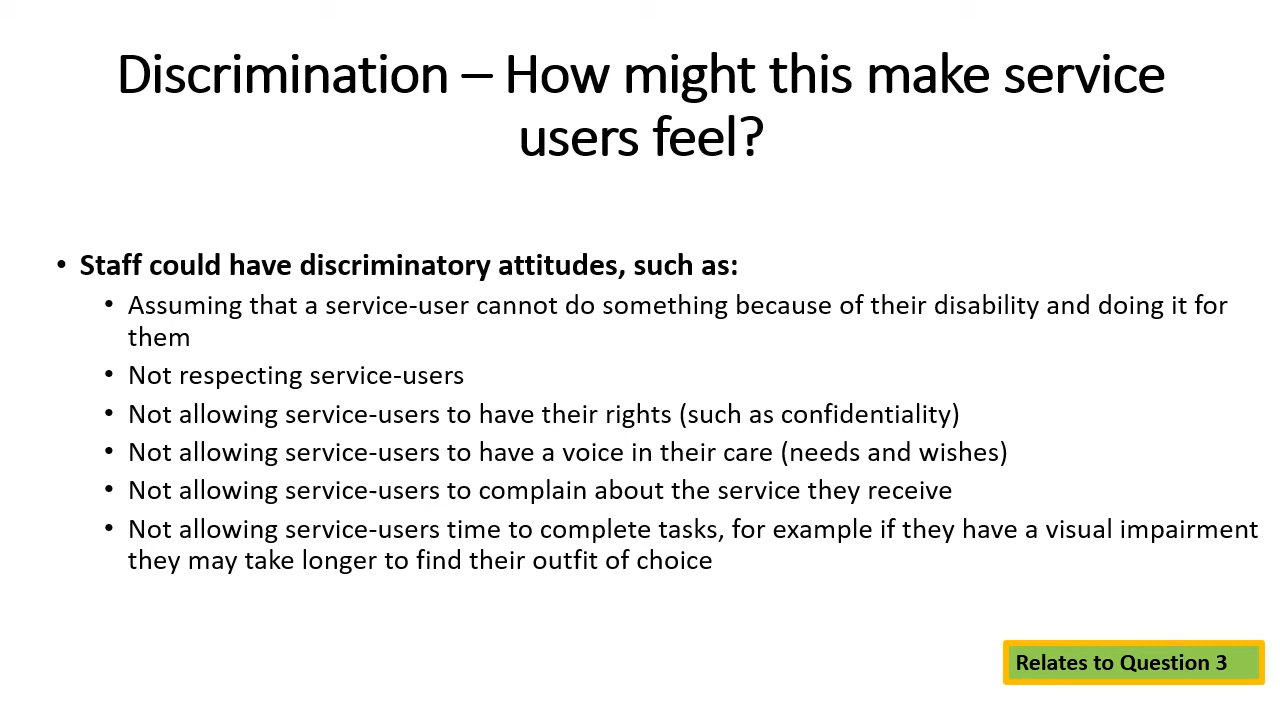 Discrimination – How might this make service
users feel?
• Staff could have discriminatory attitudes, such as:
• Assuming that a service-user cannot do something because of their disability and doing it for
them
• Not respecting service-users
• Not allowing service-users to have their rights (such as confidentiality)
• Not allowing service-users to have a voice in their care (needs and wishes)
• Not allowing service-users to complain about the service they receive
• Not allowing service-users time to complete tasks, for example if they have a visual impairment
they may take longer to find their outfit of choice
Relates to Question 3